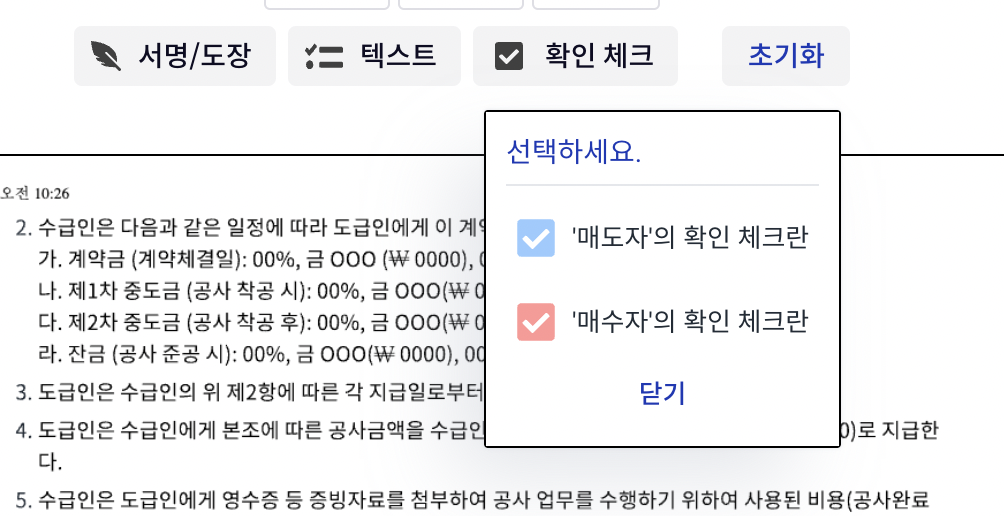 서명/도장 텍스트 확인 체크 초기화
선택하세요.
'매도자'의 확인 체크란
'매수자'의 확인 체크란
닫기
오전 10:26
2. 수급인은 다음과 같은 일정에 따라 도급인에게 이 계약
가. 계약금 (계약체결일): 00%, 금 OOO (₩ 0000), 0
나. 제1차 중도금 (공사 착공 시): 00%, 금 OOO(₩ 0
다. 제2차 중도금 (공사 착공 후): 00%, 금 OOO(₩ 0
라. 잔금 (공사 준공 시): 00%, 금 OOO(₩ 0000), 00
3. 도급인은 수급인의 위 제2항에 따른 각 지급일로부터
4. 도급인은 수급인에게 본조에 따른 공사금액을 수급인 0)로 지급한
다.
5. 수급인은 도급인에게 영수증 등 증빙자료를 첨부하여 공사 업무를 수행하기 위하여 사용된 비용(공사완료